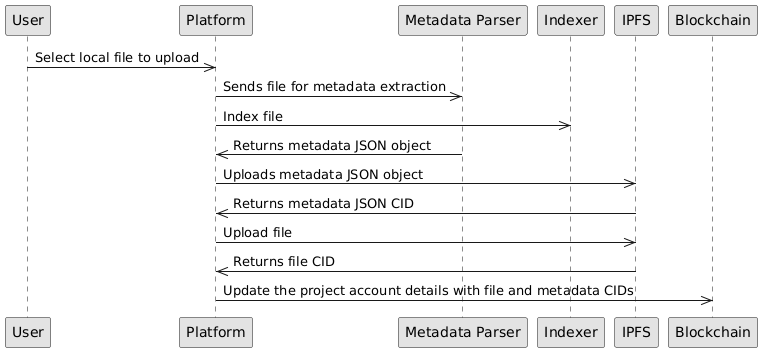 User Platform Metadata Parser Indexer IPFS Blockchain
Select local file to upload
Sends file for metadata extraction
Index file
Returns metadata JSON object
Uploads metadata JSON object
Returns metadata JSON CID
Upload file
Returns file CID
Update the project account details with file and metadata CIDs
User Platform Metadata Parser Indexer IPFS Blockchain